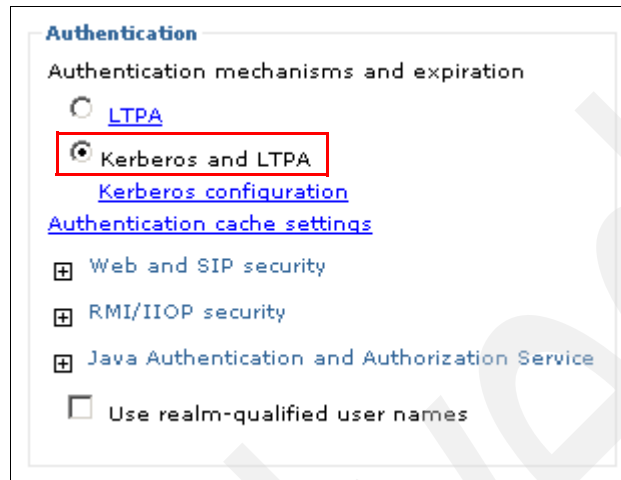 Authentication
Authentication mechanisms and expiration
LTPA
Kerberos and LTPA
Kerberos configuration
Authentication cache settings
Web and SIP security
RMI/IIOP security
Java Authentication and Authorization Service
Use realm-qualified user names